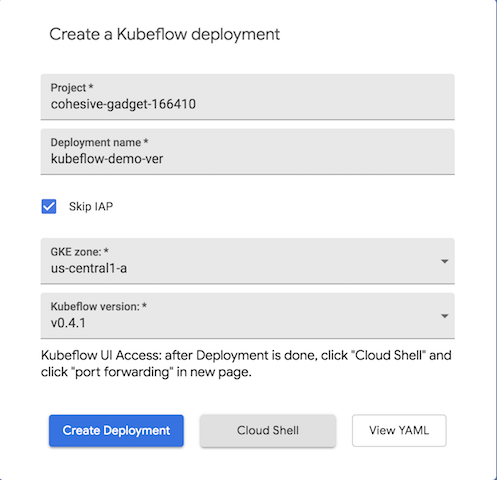 Create a Kubeflow deployment
Project *
cohesive-gadget-166410
Deployment name *
kubeflow-demo-ver
Skip IAP
GKE zone: *
us-central1-a
Kubeflow version: *
v0.4.1
Kubeflow UI Access: after Deployment is done, click "Cloud Shell" and
click "port forwarding" in new page.
Create Deployment
Cloud Shell
View YAML